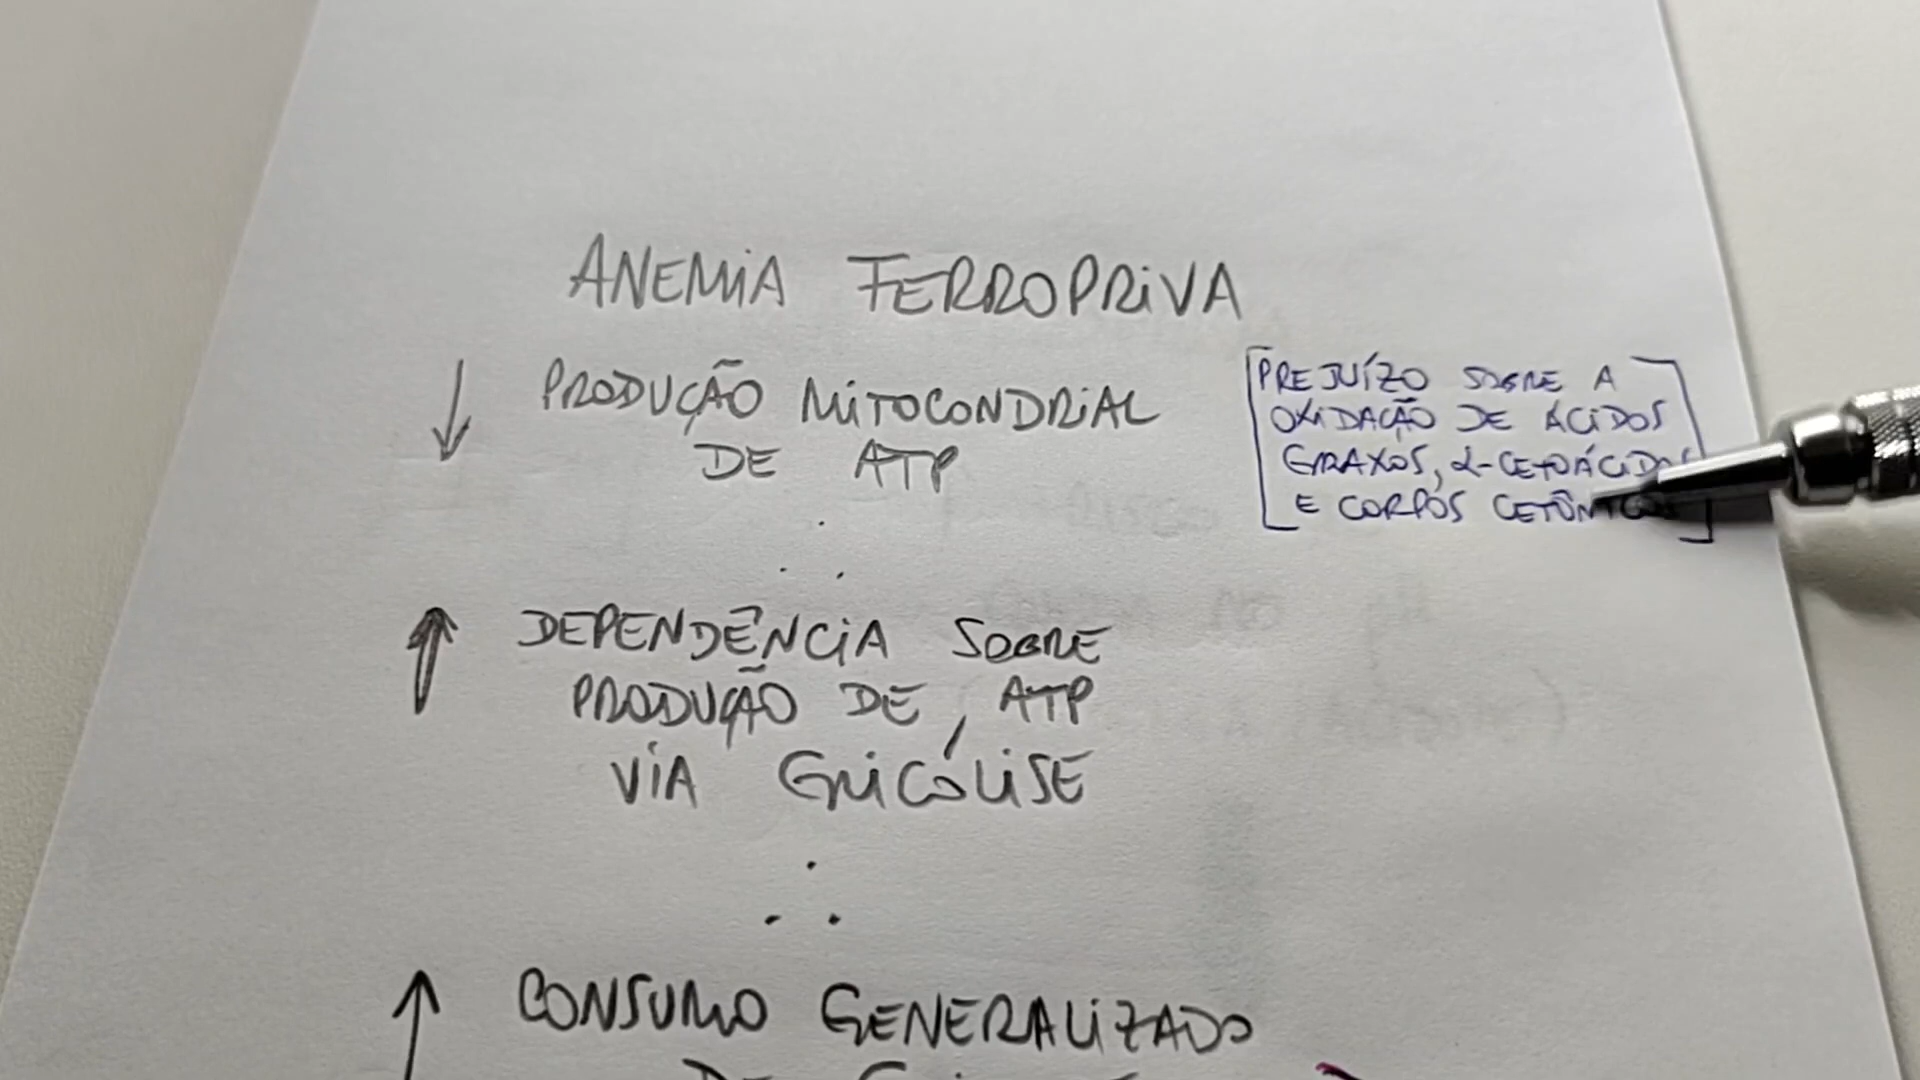 ANEMIA FERROPRIVA
↓ PRODUÇÃO MITOCONDRIAL
DE ATP
[PREJUÍZO SOBRE A
OXIDAÇÃO DE ÁCIDOS
GRAXOS, α-CETOÁCIDOS
E CORPOS CETÔNICOS]
∴
↑ DEPENDÊNCIA SOBRE
PRODUÇÃO DE ATP
VIA GLICÓLISE
∴
↑ CONSUMO GENERALIZADO
DE